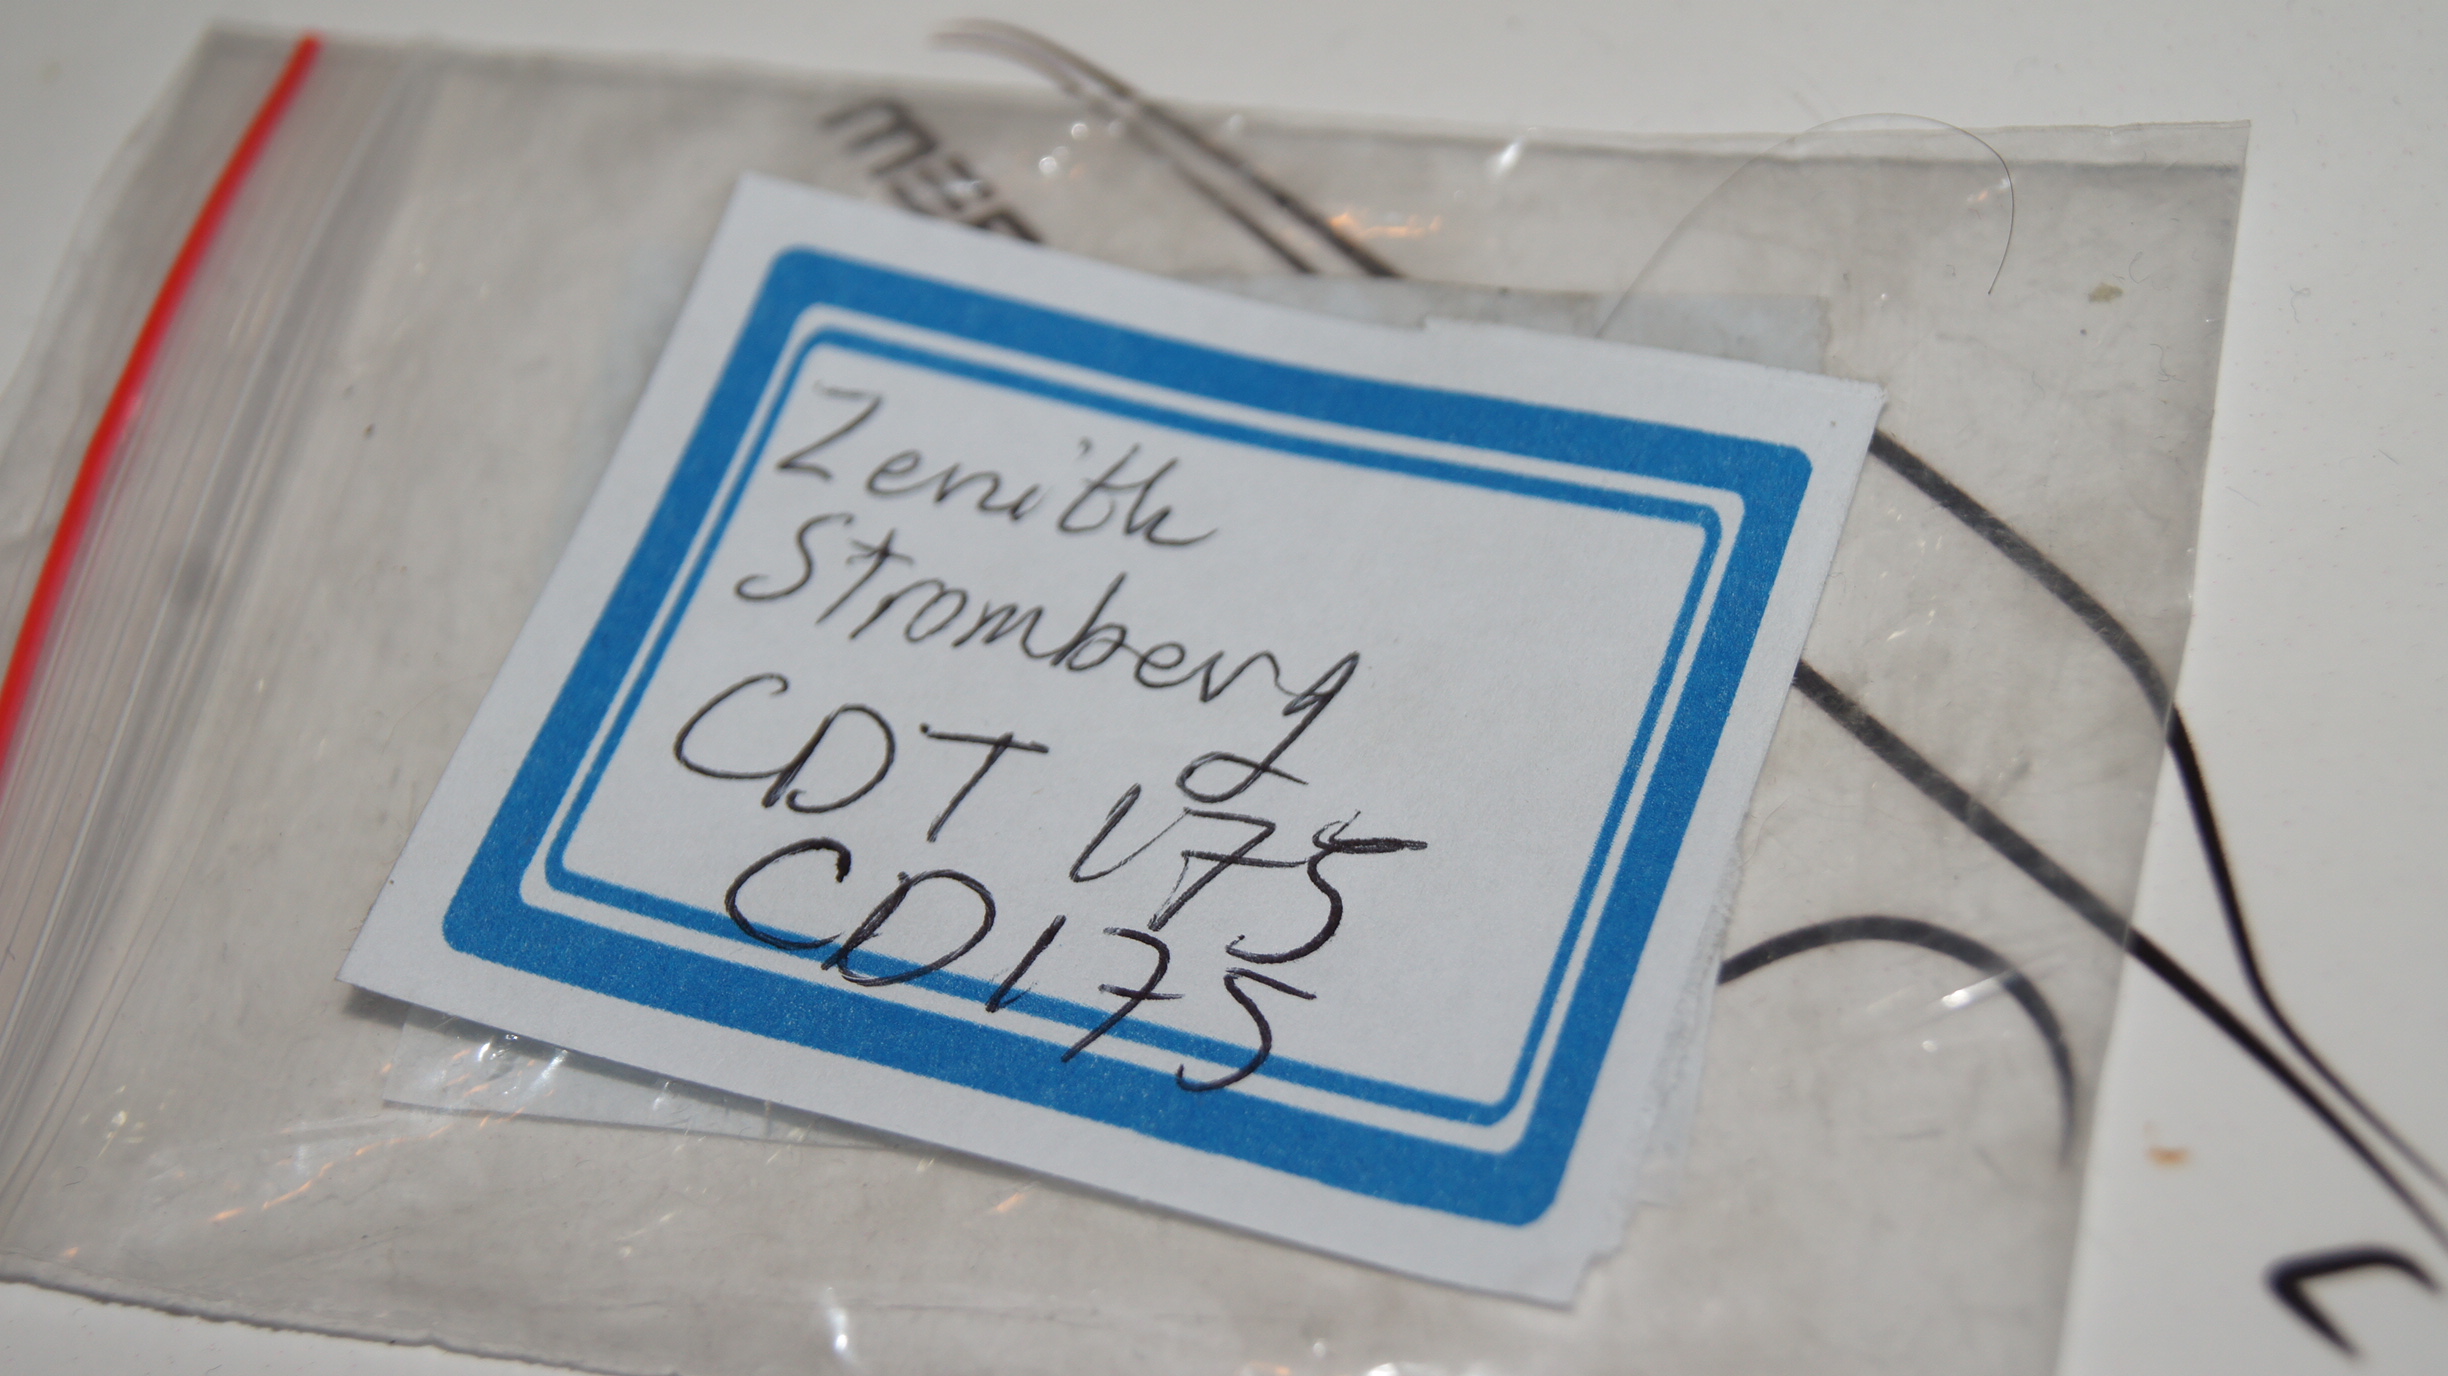 Zenith
Stromberg
CDT 175
CD175